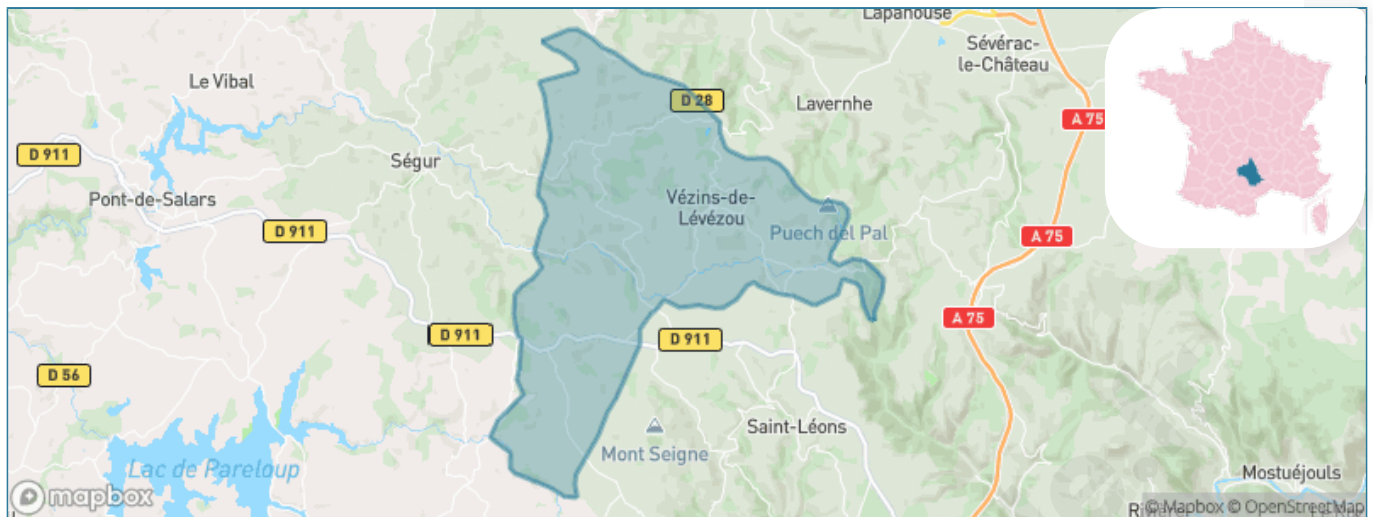 Lapanouse
Sévérac-
le-Château
Le Vibal
D 28
Lavernhe
A 75
D 911
Ségur
Pont-de-Salars
Vézins-de-
Lévézou
D 911
Puech del Pal
A 75
A 75
D 911
D 911
D 56
Saint-Léons
Mont Seigne
Lac de Pareloup
Mostuéjouls
mapbox
© Mapbox © OpenStreetMap